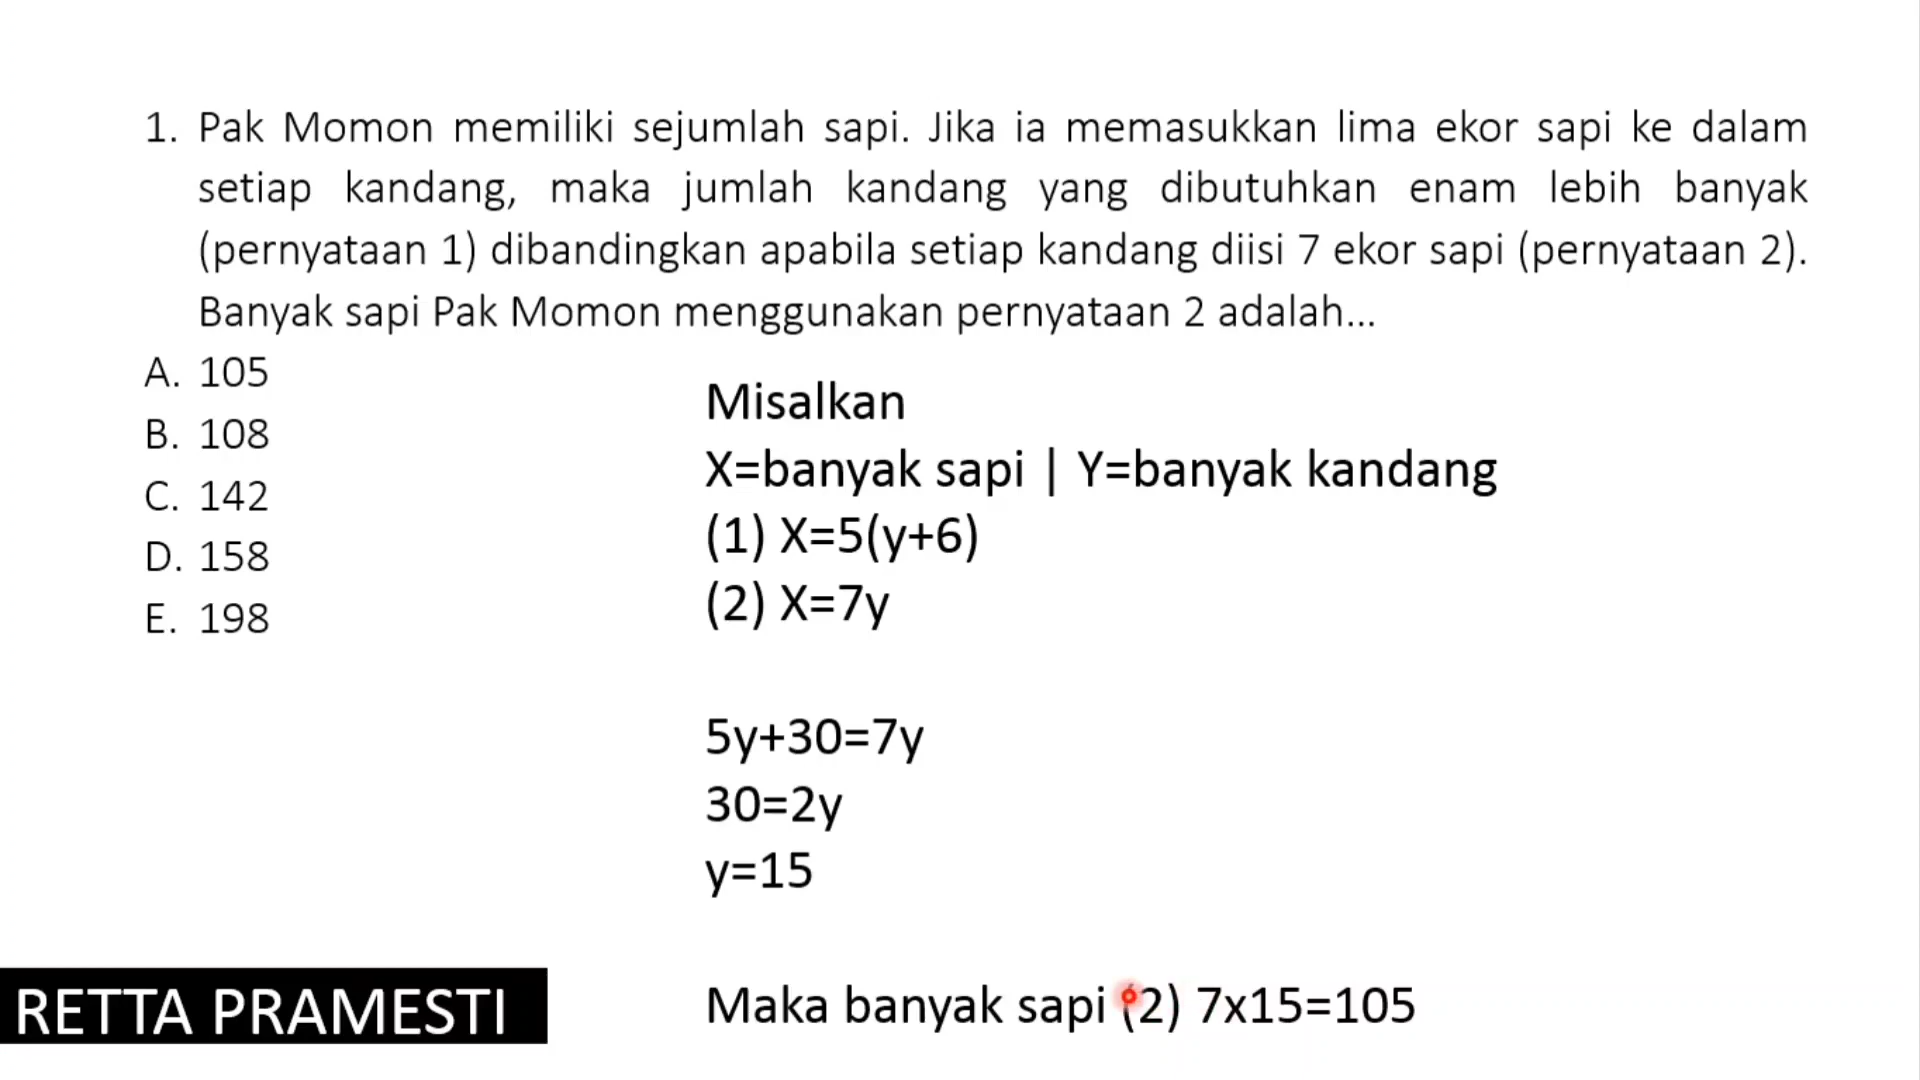 1. Pak Momon memiliki sejumlah sapi. Jika ia memasukkan lima ekor sapi ke dalam
setiap kandang, maka jumlah kandang yang dibutuhkan enam lebih banyak
(pernyataan 1) dibandingkan apabila setiap kandang diisi 7 ekor sapi (pernyataan 2).
Banyak sapi Pak Momon menggunakan pernyataan 2 adalah...
A. 105
B. 108
C. 142
D. 158
E. 198
Misalkan
X=banyak sapi | Y=banyak kandang
(1) X=5(y+6)
(2) X=7y
5y+30=7y
30=2y
y=15
Maka banyak sapi (2) 7x15=105
RETTA PRAMESTI